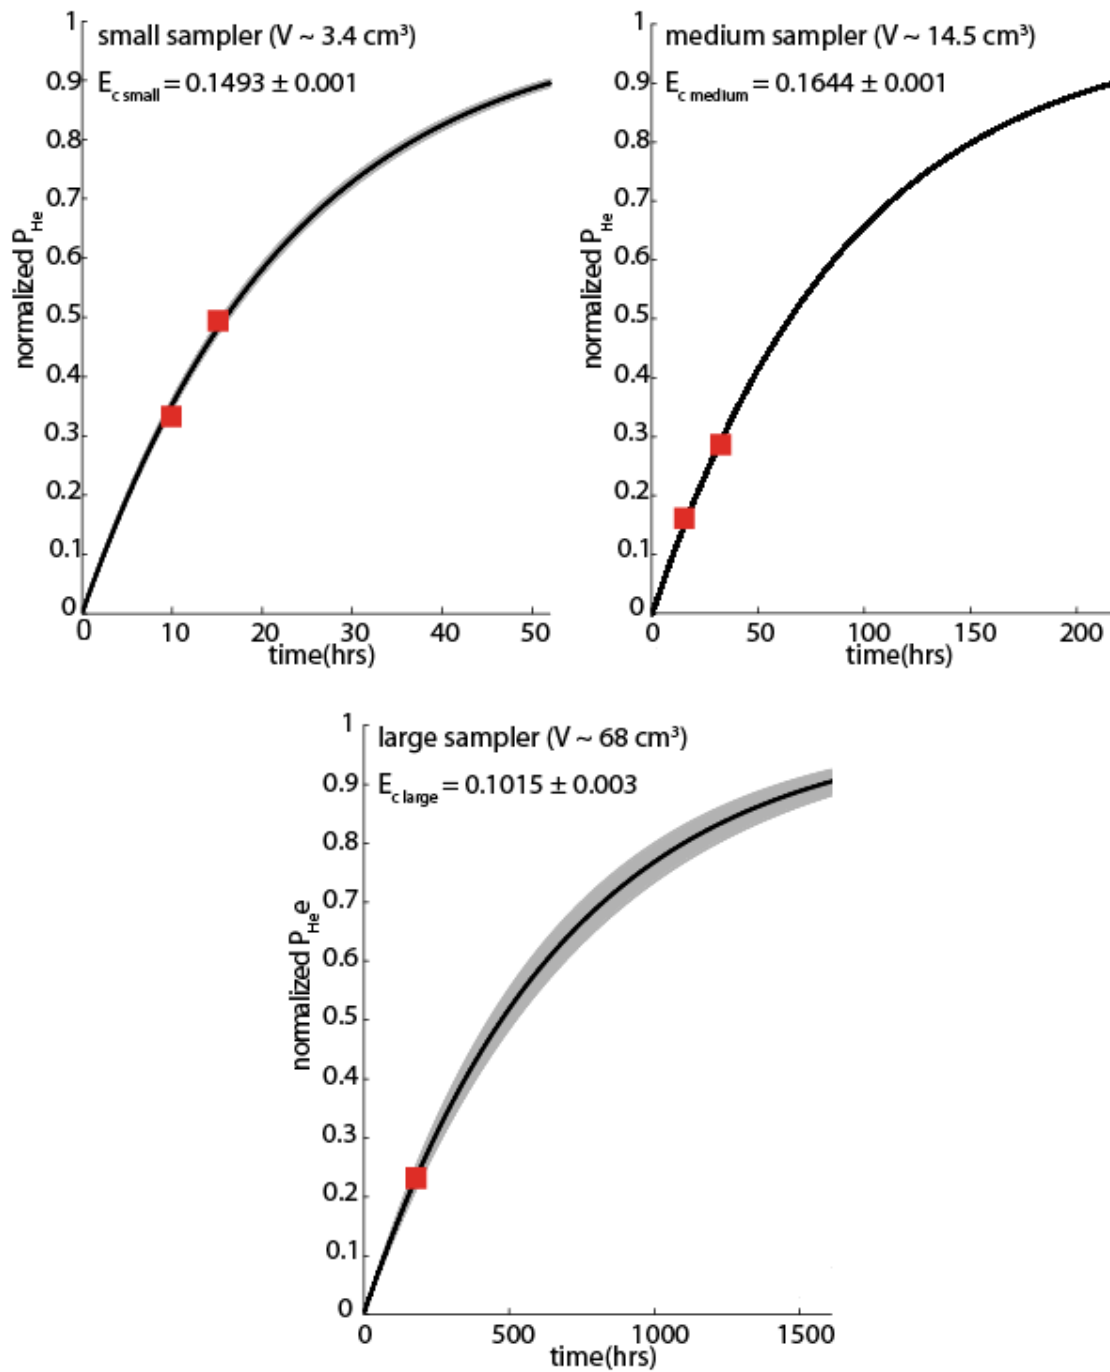 small sampler (V ~ 3.4 cm³)
E_c small = 0.1493 ± 0.001
normalized P_He
1
0.9
0.8
0.7
0.6
0.5
0.4
0.3
0.2
0.1
0
0 10 20 30 40 50
time(hrs)
medium sampler (V ~ 14.5 cm³)
E_c medium = 0.1644 ± 0.001
normalized P_He
1
0.9
0.8
0.7
0.6
0.5
0.4
0.3
0.2
0.1
0
0 50 100 150 200
time(hrs)
large sampler (V ~ 68 cm³)
E_c large = 0.1015 ± 0.003
normalized P_He e
1
0.9
0.8
0.7
0.6
0.5
0.4
0.3
0.2
0.1
0
0 500 1000 1500
time(hrs)